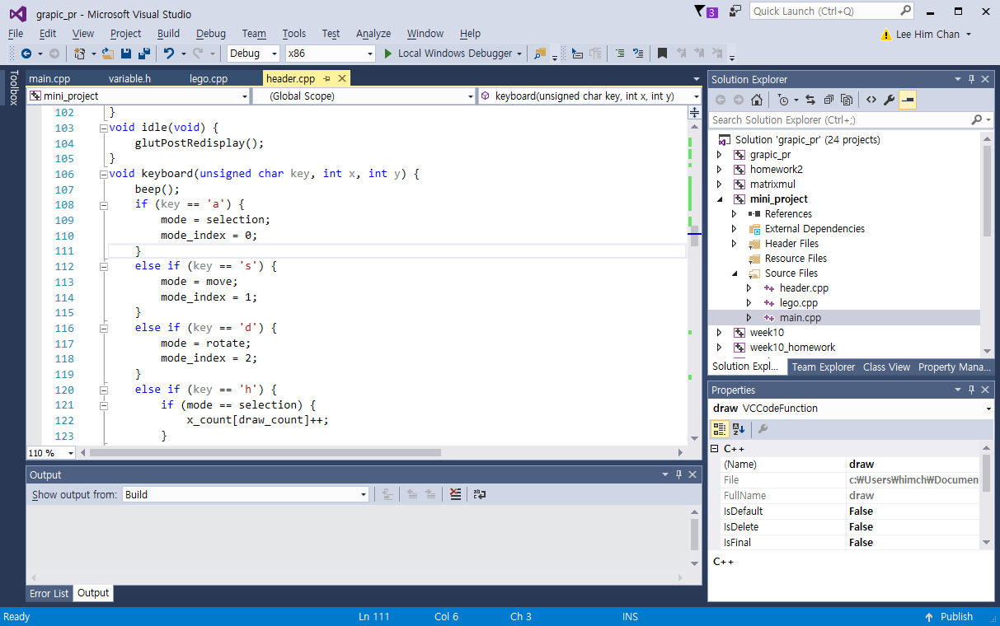 grapic_pr - Microsoft Visual Studio
3
Quick Launch (Ctrl+Q)
File Edit View Project Build Debug Team Tools Test Analyze Window Help
Lee Him Chan
Debug x86 Local Windows Debugger
Toolbox
main.cpp variable.h lego.cpp header.cpp
mini_project (Global Scope) keyboard(unsigned char key, int x, int y)
102 }
103 void idle(void) {
104 glutPostRedisplay();
105 }
106 void keyboard(unsigned char key, int x, int y) {
107 beep();
108 if (key == 'a') {
109 mode = selection;
110 mode_index = 0;
111 }
112 else if (key == 's') {
113 mode = move;
114 mode_index = 1;
115 }
116 else if (key == 'd') {
117 mode = rotate;
118 mode_index = 2;
119 }
120 else if (key == 'h') {
121 if (mode == selection) {
122 x_count[draw_count]++;
123 }
110 %
Output
Show output from: Build
Error List Output
Solution Explorer
Search Solution Explorer (Ctrl+;)
Solution 'grapic_pr' (24 projects)
grapic_pr
homework2
matrixmul
mini_project
References
External Dependencies
Header Files
Resource Files
Source Files
header.cpp
lego.cpp
main.cpp
week10
week10_homework
Solution Expl... Team Explorer Class View Property Mana...
Properties
draw VCCodeFunction
C++
(Name) draw
File c:₩Users₩himch₩Documen
FullName draw
IsDefault False
IsDelete False
IsFinal False
C++
Ready Ln 111 Col 6 Ch 3 INS Publish